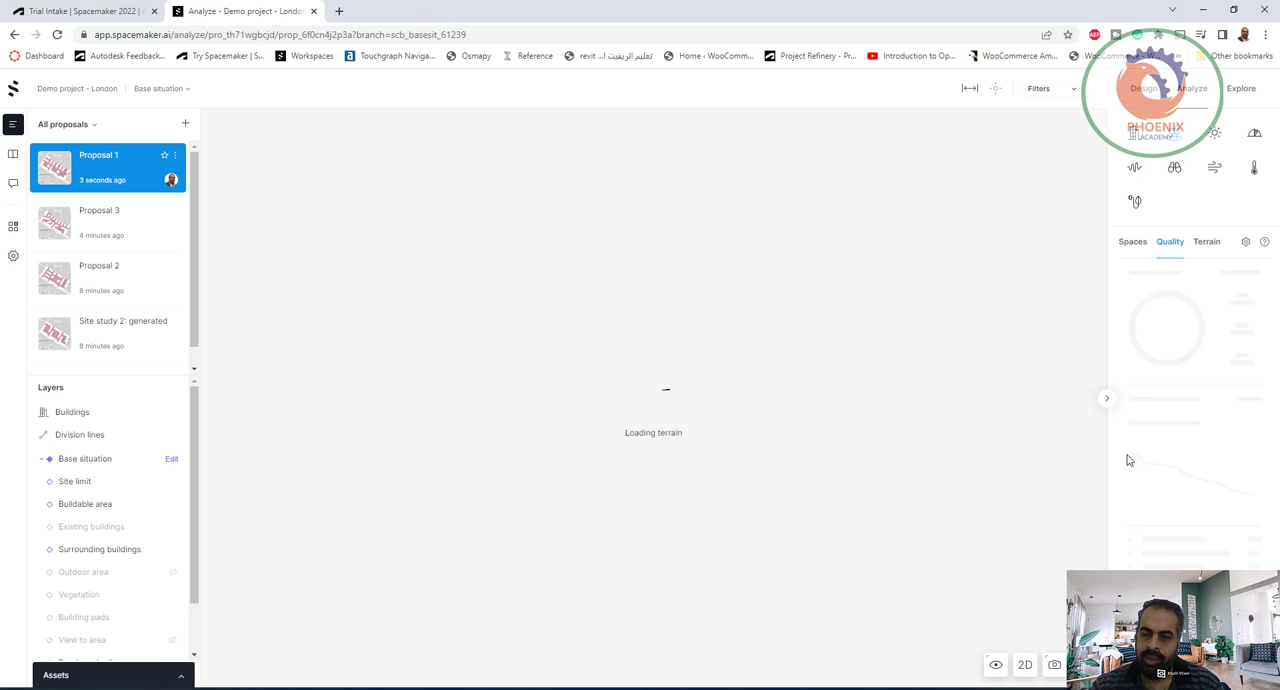 Trial Intake | Spacemaker 2022 | A
Analyze - Demo project - London
app.spacemaker.ai/analyze/pro_th71wgbcjd/prop_6f0cn4j2p3a?branch=scb_basesit_61239
Dashboard
Autodesk Feedback...
Try Spacemaker | S...
Workspaces
Touchgraph Naviga...
Osmapy
Reference
تعليم الريفيت | revit ...
Home ‹ WooComm...
Project Refinery - Pr...
Introduction to Op...
WooCommerce Am...
Other bookmarks
Demo project - London
Base situation
Filters
Design
Analyze
Explore
PHOENIX
ACADEMY
All proposals
Proposal 1
3 seconds ago
Proposal 3
4 minutes ago
Proposal 2
8 minutes ago
Site study 2: generated
8 minutes ago
Layers
Buildings
Division lines
Base situation
Edit
Site limit
Buildable area
Existing buildings
Surrounding buildings
Outdoor area
Vegetation
Building pads
View to area
Assets
Loading terrain
2D
Spaces
Quality
Terrain
XSplit VCam